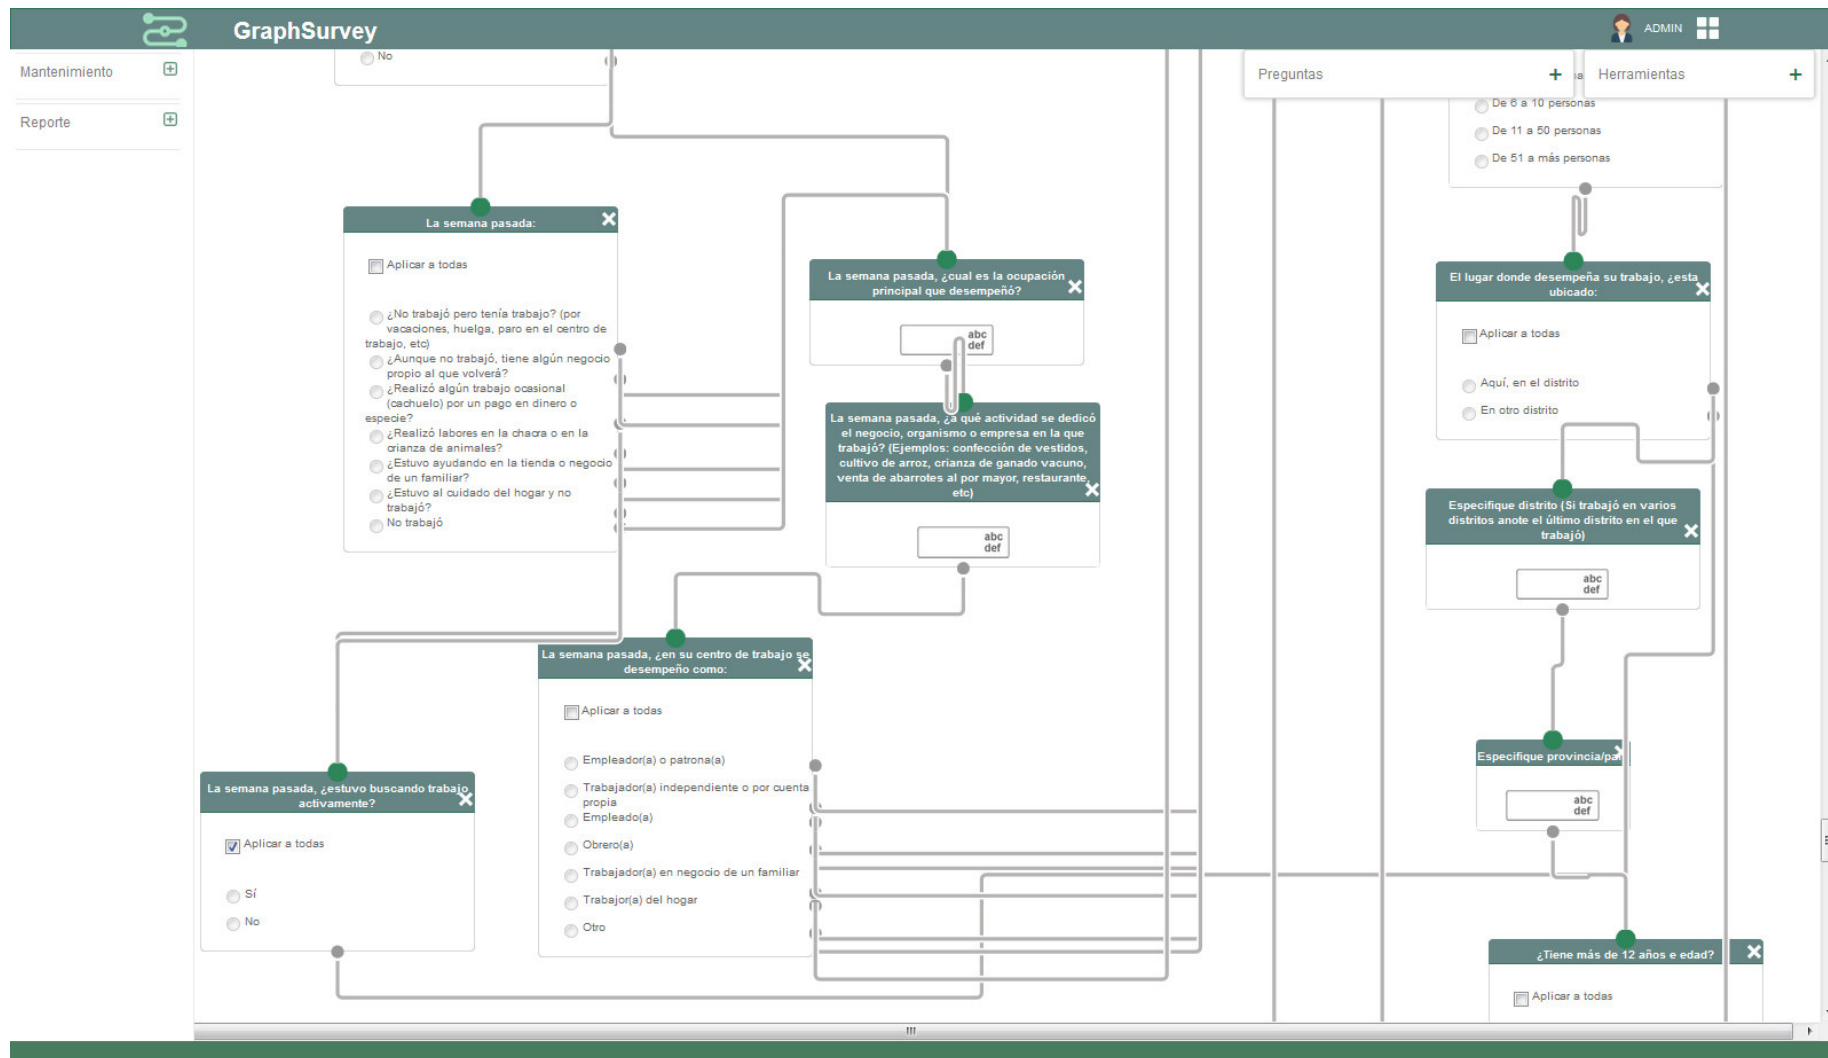 GraphSurvey
ADMIN
Mantenimiento
Reporte
Preguntas
Herramientas
No
De 6 a 10 personas
De 11 a 50 personas
De 51 a más personas
La semana pasada:
Aplicar a todas
¿No trabajó pero tenía trabajo? (por
vacaciones, huelga, paro en el centro de
trabajo, etc)
¿Aunque no trabajó, tiene algún negocio
propio al que volverá?
¿Realizó algún trabajo ocasional
(cachuelo) por un pago en dinero o
especie?
¿Realizó labores en la chacra o en la
crianza de animales?
¿Estuvo ayudando en la tienda o negocio
de un familiar?
¿Estuvo al cuidado del hogar y no
trabajó?
No trabajó
La semana pasada, ¿cual es la ocupación
principal que desempeñó?
abc
def
La semana pasada, ¿a qué actividad se dedicó
el negocio, organismo o empresa en la que
trabajó? (Ejemplos: confección de vestidos,
cultivo de arroz, crianza de ganado vacuno,
venta de abarrotes al por mayor, restaurante,
etc)
abc
def
El lugar donde desempeña su trabajo, ¿esta
ubicado:
Aplicar a todas
Aquí, en el distrito
En otro distrito
Especifique distrito (Si trabajó en varios
distritos anote el último distrito en el que
trabajó)
abc
def
La semana pasada, ¿en su centro de trabajo se
desempeño como:
Aplicar a todas
Empleador(a) o patrona(a)
Trabajador(a) independiente o por cuenta
propia
Empleado(a)
Obrero(a)
Trabajador(a) en negocio de un familiar
Trabajor(a) del hogar
Otro
La semana pasada, ¿estuvo buscando trabajo
activamente?
Aplicar a todas
Sí
No
Especifique provincia/pa
abc
def
¿Tiene más de 12 años e edad?
Aplicar a todas